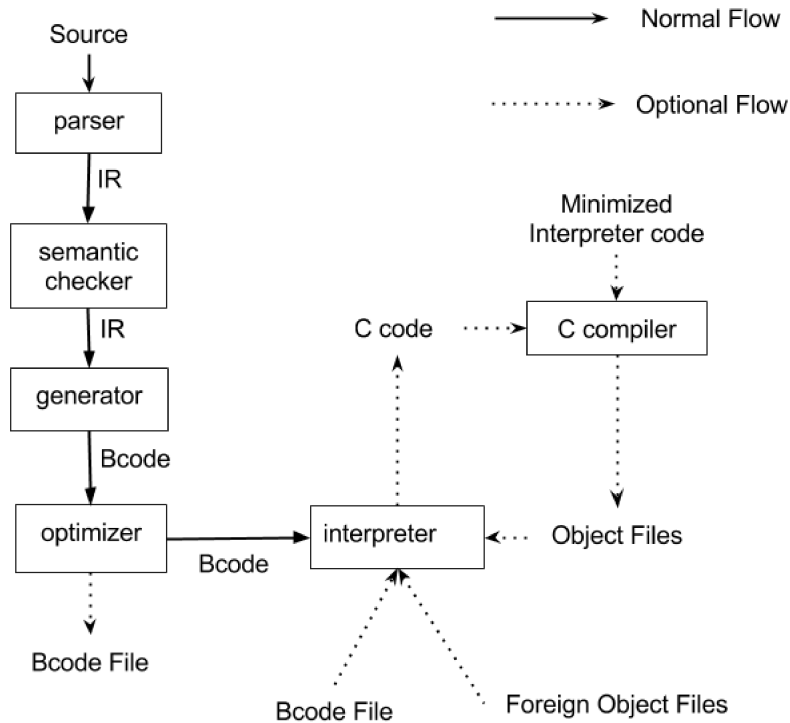 Source
Normal Flow
parser
Optional Flow
IR
Minimized
Interpreter code
semantic
checker
IR
C code
C compiler
generator
Bcode
optimizer
Bcode
interpreter
Object Files
Bcode File
Bcode File
Foreign Object Files